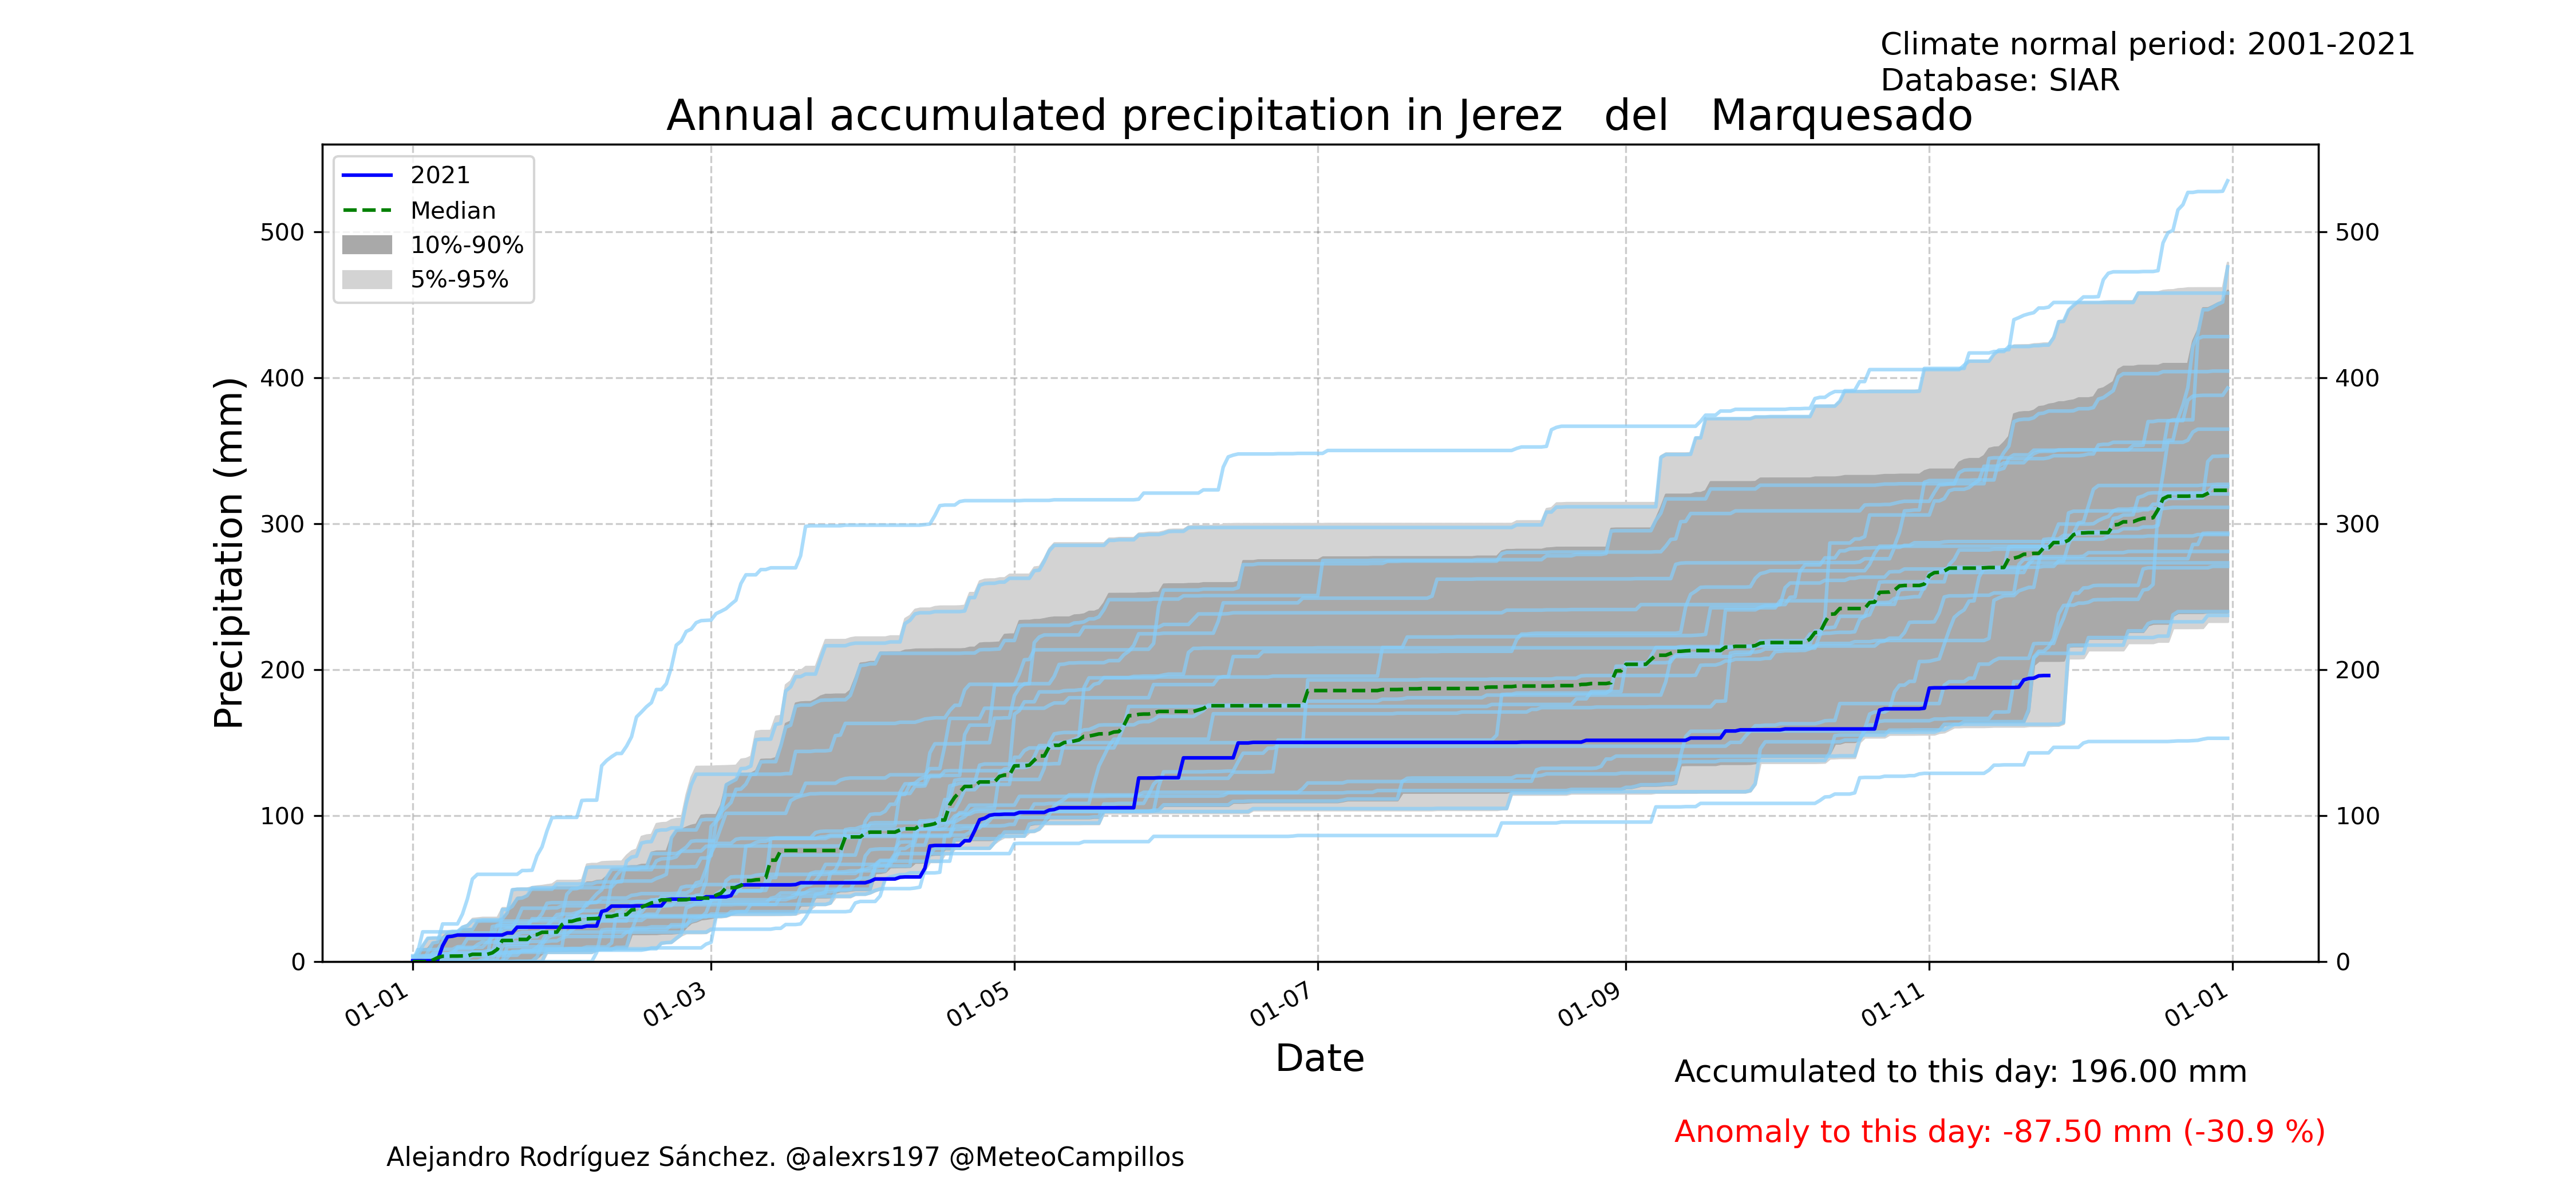 Climate normal period: 2001-2021
Database: SIAR
Annual accumulated precipitation in Jerez   del   Marquesado
2021
Median
10%-90%
5%-95%
Precipitation (mm)
500
400
300
200
100
0
500
400
300
200
100
0
01-01
01-03
01-05
01-07
01-09
01-11
01-01
Date
Accumulated to this day: 196.00 mm
Anomaly to this day: -87.50 mm (-30.9 %)
Alejandro Rodríguez Sánchez. @alexrs197 @MeteoCampillos